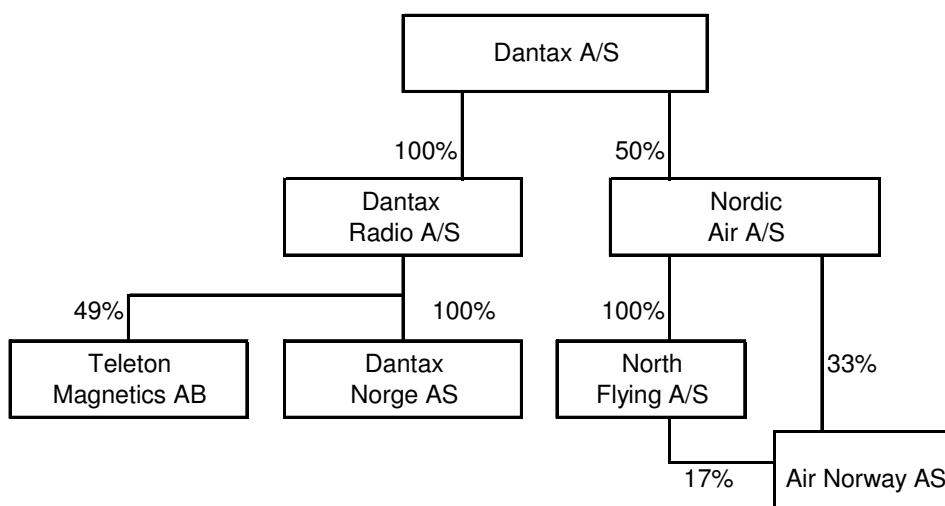 Dantax A/S
100%
50%
Dantax
Radio A/S
Nordic
Air A/S
49%
100%
100%
33%
Teleton
Magnetics AB
Dantax
Norge AS
North
Flying A/S
17%
Air Norway AS